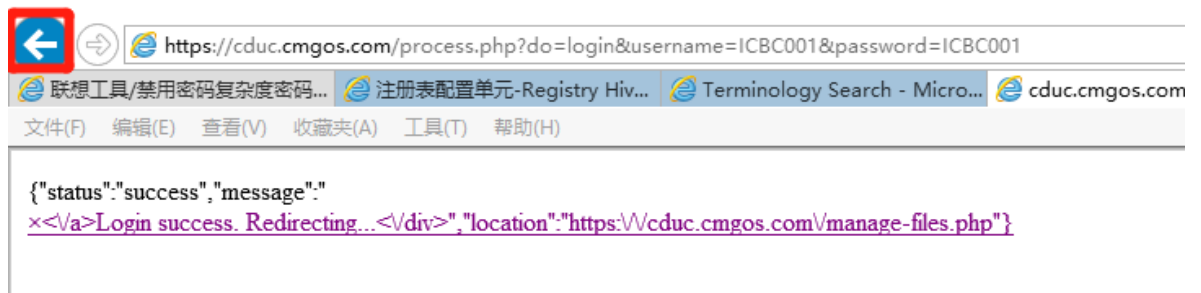 https://cduc.cmgos.com/process.php?do=login&username=ICBC001&password=ICBC001
联想工具/禁用密码复杂度密码... 注册表配置单元-Registry Hiv... Terminology Search - Micro... cduc.cmgos.com
文件(F) 编辑(E) 查看(V) 收藏夹(A) 工具(T) 帮助(H)
{"status":"success","message":"
×<\/a>Login success. Redirecting...<\/div>","location":"https:\/\/cduc.cmgos.com\/manage-files.php"}